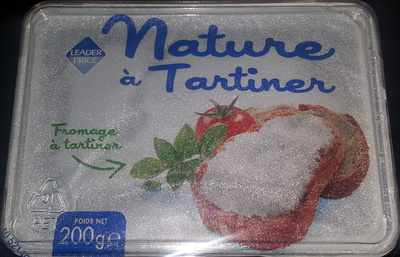 LEADER
PRICE
Nature
à Tartiner
Fromage
à tartiner
POIDS NET
200g e